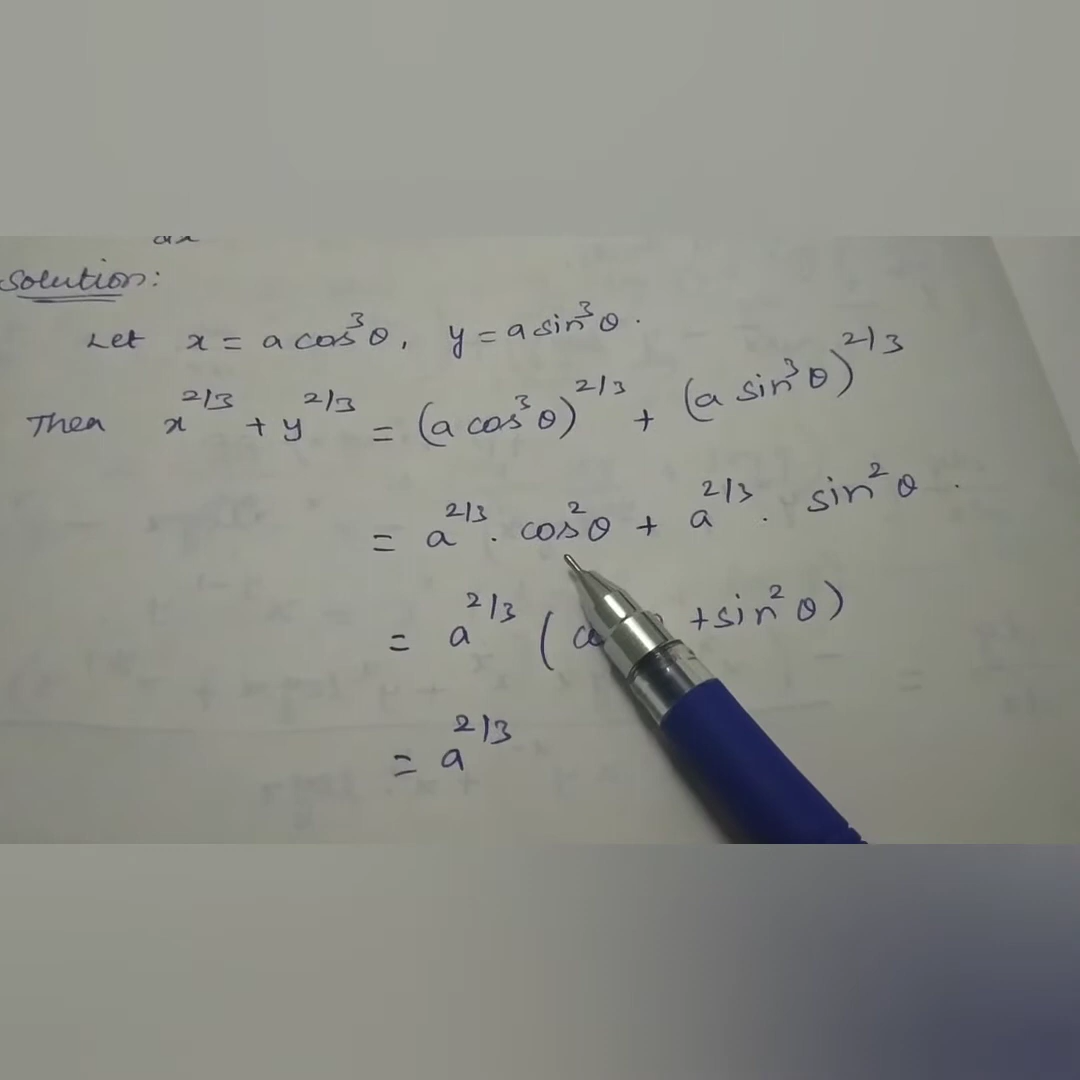 Solution:
Let x = a cos³θ, y = a sin³θ.
Then x^2/3 + y^2/3 = (a cos³θ)^2/3 + (a sin³θ)^2/3
= a^2/3 . cos²θ + a^2/3 . sin²θ .
= a^2/3 ( + sin²θ)
= a^2/3